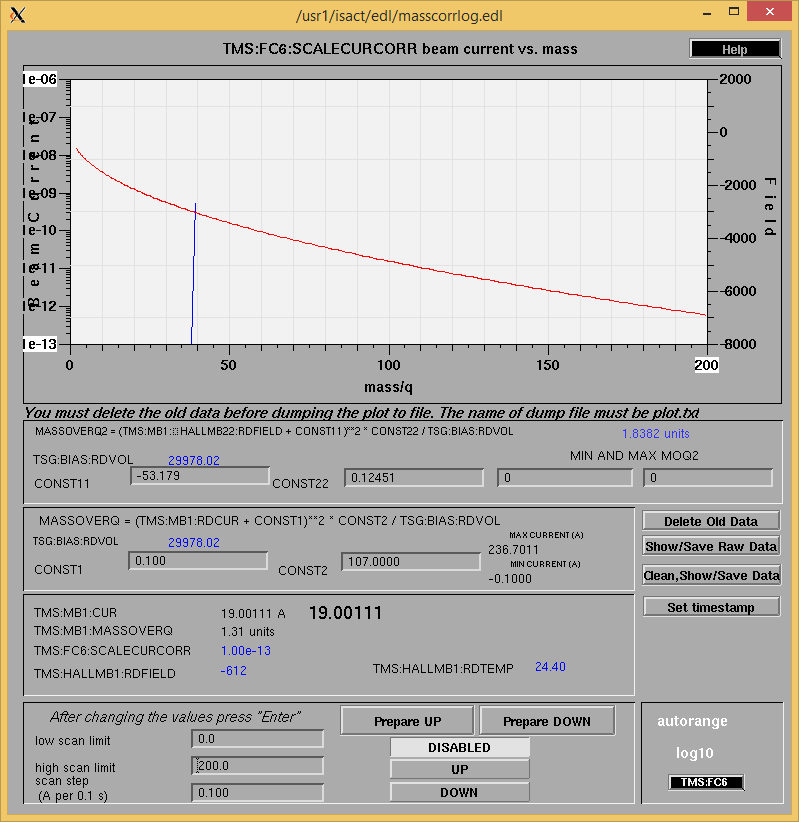 /usr1/isact/edl/masscorrlog.edl
TMS:FC6:SCALECURCORR beam current vs. mass
Help
1e-06
1e-07
1e-08
1e-09
1e-10
1e-11
1e-12
1e-13
Beam Current
2000
0
-2000
-4000
-6000
-8000
Field
0 50 100 150 200
mass/q
You must delete the old data before dumping the plot to file. The name of dump file must be plot.txt
MASSOVERQ2 = (TMS:MB1: HALLMB22:RDFIELD + CONST11)**2 * CONST22 / TSG:BIAS:RDVOL
1.8382 units
TSG:BIAS:RDVOL 29978.02
MIN AND MAX MOQ2
CONST11 -53.179 CONST22 0.12451 0 0
MASSOVERQ = (TMS:MB1:RDCUR + CONST1)**2 * CONST2 / TSG:BIAS:RDVOL
TSG:BIAS:RDVOL 29978.02
MAX CURRENT (A)
236.7011
CONST1 0.100 CONST2 107.0000
MIN CURRENT (A)
-0.1000
Delete Old Data
Show/Save Raw Data
Clean,Show/Save Data
Set timestamp
TMS:MB1:CUR 19.00111 A 19.00111
TMS:MB1:MASSOVERQ 1.31 units
TMS:FC6:SCALECURCORR 1.00e-13
TMS:HALLMB1:RDFIELD -612
TMS:HALLMB1:RDTEMP 24.40
After changing the values press "Enter"
low scan limit 0.0
high scan limit 200.0
scan step
(A per 0.1 s) 0.100
Prepare UP
Prepare DOWN
DISABLED
UP
DOWN
autorange
log10
TMS:FC6